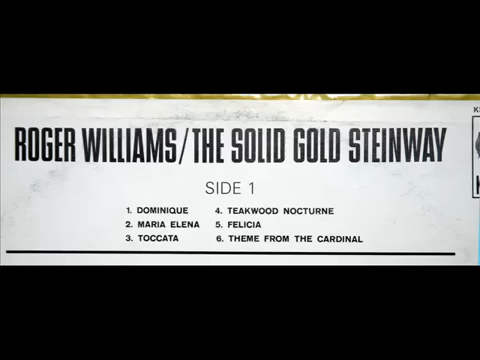 ROGER WILLIAMS/THE SOLID GOLD STEINWAY
SIDE 1
1. DOMINIQUE
2. MARIA ELENA
3. TOCCATA
4. TEAKWOOD NOCTURNE
5. FELICIA
6. THEME FROM THE CARDINAL